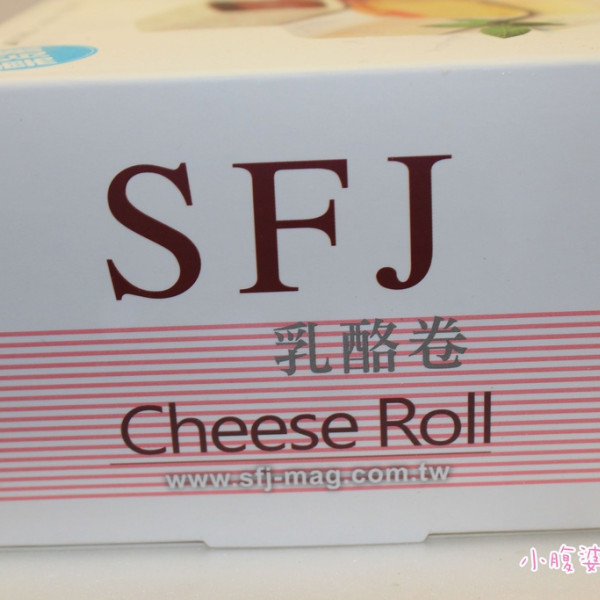 SFJ
乳酪卷
Cheese Roll
www.sfj-mag.com.tw
小腹婆